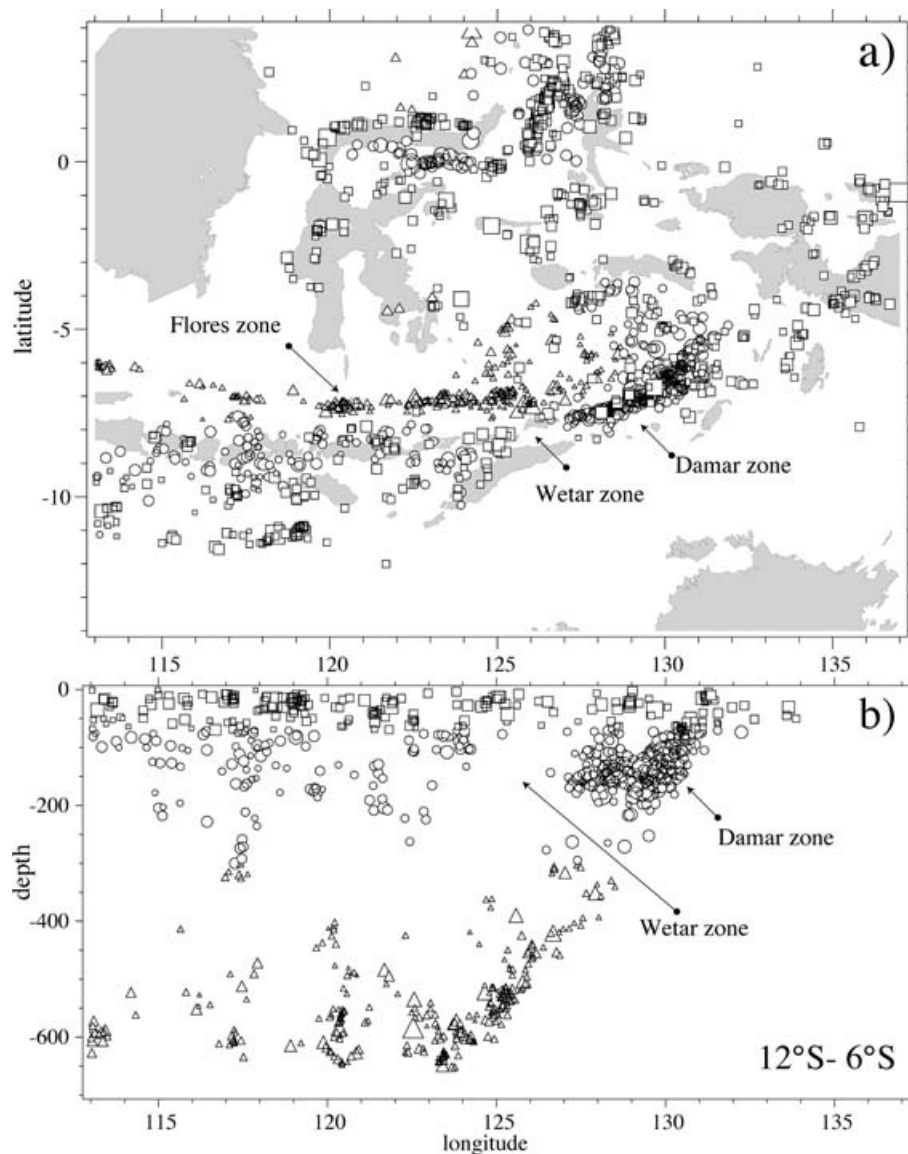 a)
0
-5
-10
latitude
Flores zone
Damar zone
Wetar zone
115
120
125
130
135
b)
0
-200
-400
-600
depth
Damar zone
Wetar zone
12°S- 6°S
115
120
125
130
135
longitude